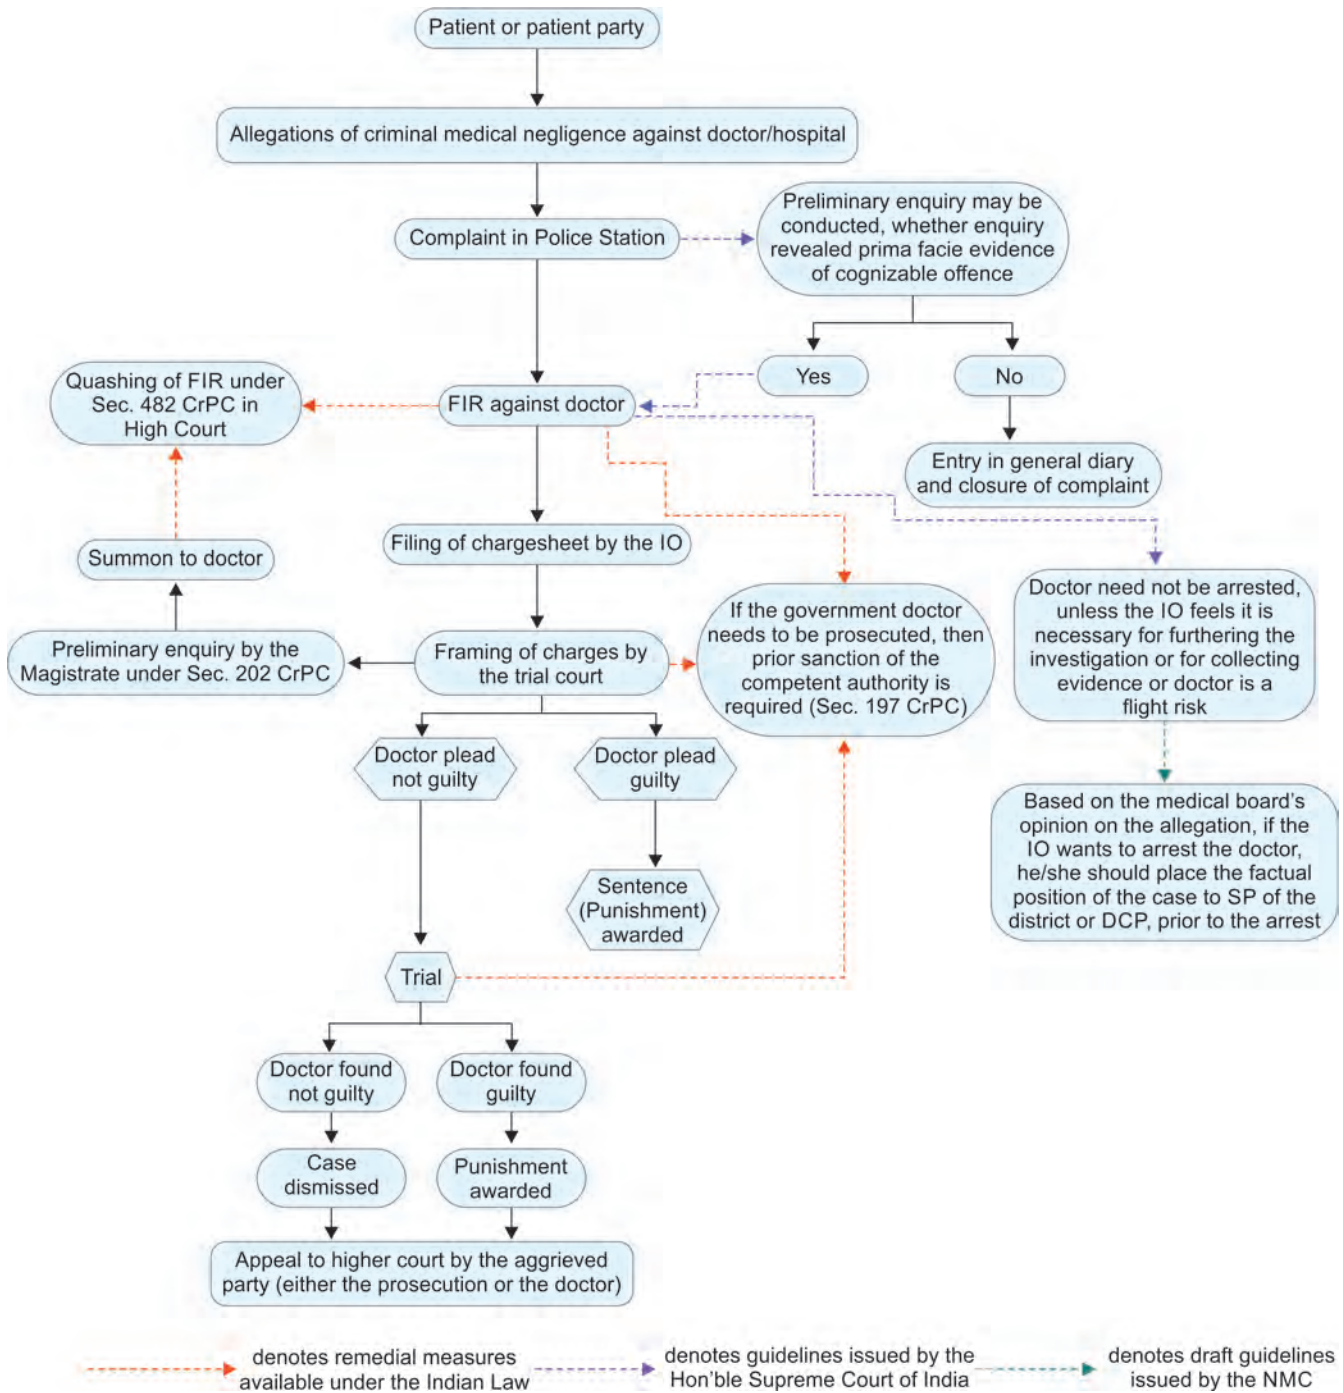 Patient or patient party
Allegations of criminal medical negligence against doctor/hospital
Complaint in Police Station
Preliminary enquiry may be
conducted, whether enquiry
revealed prima facie evidence
of cognizable offence
Yes
No
Quashing of FIR under
Sec. 482 CrPC in
High Court
FIR against doctor
Entry in general diary
and closure of complaint
Summon to doctor
Filing of chargesheet by the IO
Preliminary enquiry by the
Magistrate under Sec. 202 CrPC
Framing of charges by
the trial court
If the government doctor
needs to be prosecuted, then
prior sanction of the
competent authority is
required (Sec. 197 CrPC)
Doctor need not be arrested,
unless the IO feels it is
necessary for furthering the
investigation or for collecting
evidence or doctor is a
flight risk
Doctor plead
not guilty
Doctor plead
guilty
Based on the medical board's
opinion on the allegation, if the
IO wants to arrest the doctor,
he/she should place the factual
position of the case to SP of the
district or DCP, prior to the arrest
Sentence
(Punishment)
awarded
Trial
Doctor found
not guilty
Doctor found
guilty
Case
dismissed
Punishment
awarded
Appeal to higher court by the aggrieved
party (either the prosecution or the doctor)
denotes remedial measures
available under the Indian Law
denotes guidelines issued by the
Hon'ble Supreme Court of India
denotes draft guidelines
issued by the NMC